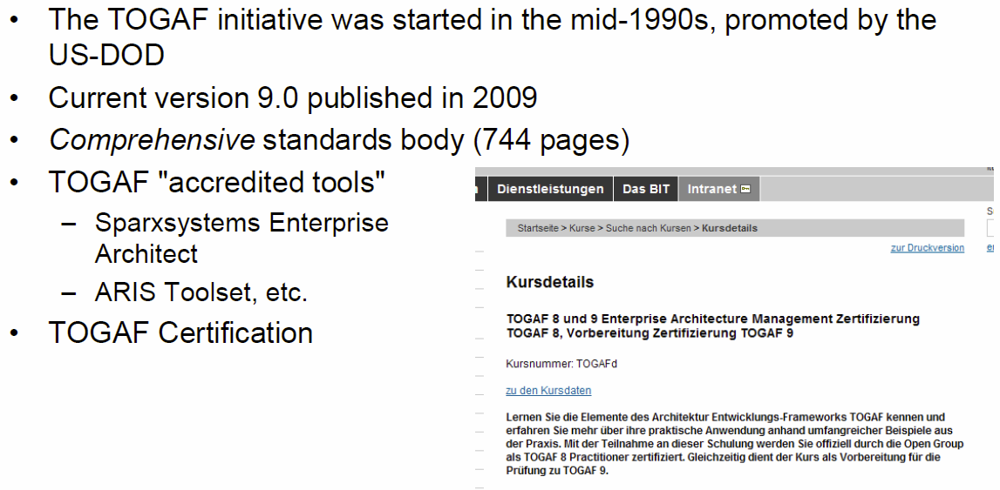 • The TOGAF initiative was started in the mid-1990s, promoted by the
US-DOD
• Current version 9.0 published in 2009
• Comprehensive standards body (744 pages)
• TOGAF "accredited tools"
– Sparxsystems Enterprise
Architect
– ARIS Toolset, etc.
• TOGAF Certification
Dienstleistungen Das BIT Intranet
Startseite > Kurse > Suche nach Kursen > Kursdetails
zur Druckversion
Kursdetails
TOGAF 8 und 9 Enterprise Architecture Management Zertifizierung
TOGAF 8, Vorbereitung Zertifizierung TOGAF 9
Kursnummer: TOGAFd
zu den Kursdaten
Lernen Sie die Elemente des Architektur Entwicklungs-Frameworks TOGAF kennen und
erfahren Sie mehr über ihre praktische Anwendung anhand umfangreicher Beispiele aus
der Praxis. Mit der Teilnahme an dieser Schulung werden Sie offiziell durch die Open Group
als TOGAF 8 Practitioner zertifiziert. Gleichzeitig dient der Kurs als Vorbereitung für die
Prüfung zu TOGAF 9.